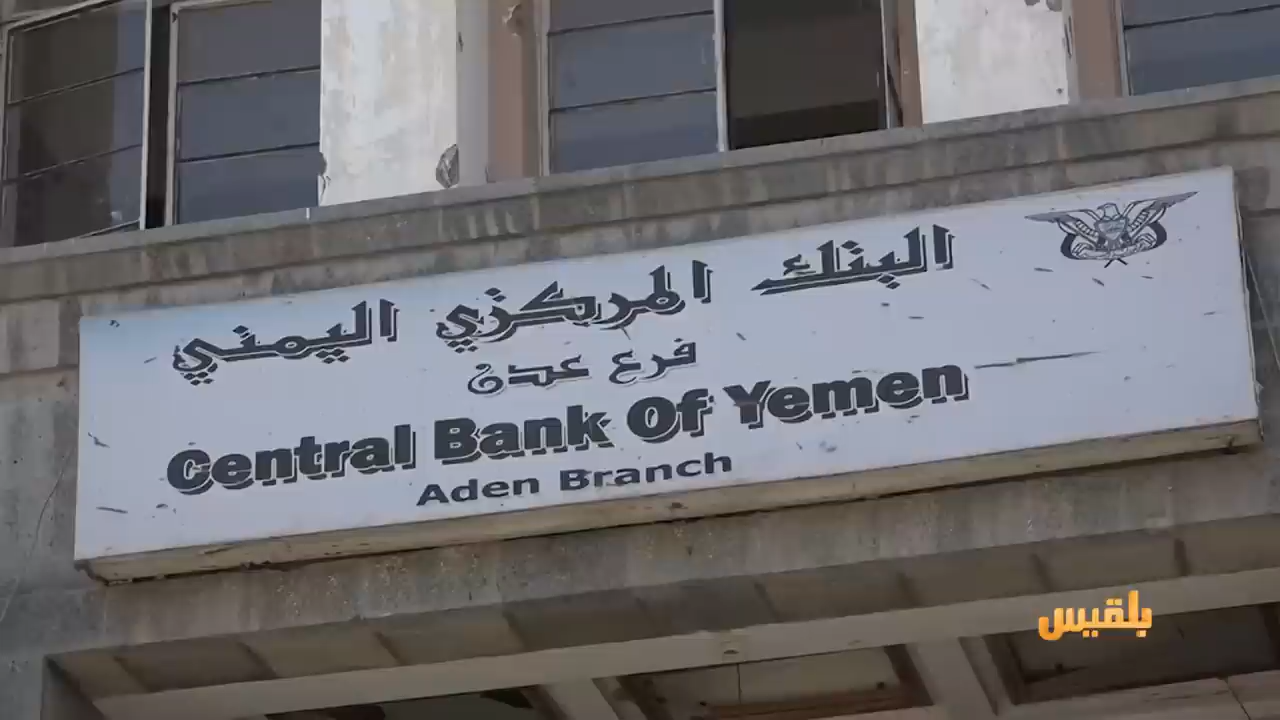 البنك المركزي اليمني
فرع عدن
Central Bank Of Yemen
Aden Branch
بلقيس